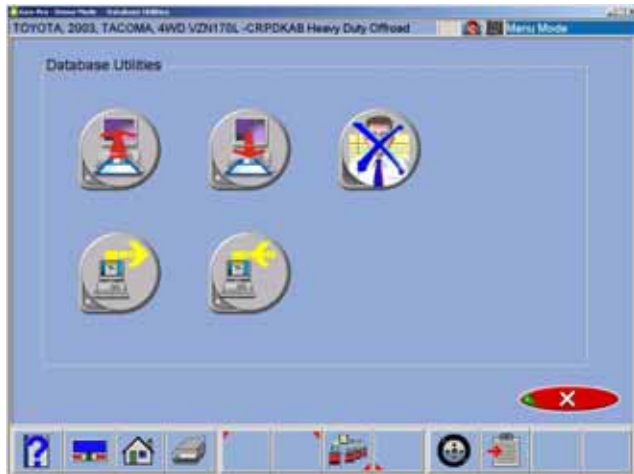 TOYOTA, 2003, TACOMA, 4WD VZN170L -CRPDKAB Heavy Duty Offroad
Menu Mode
Database Utilities